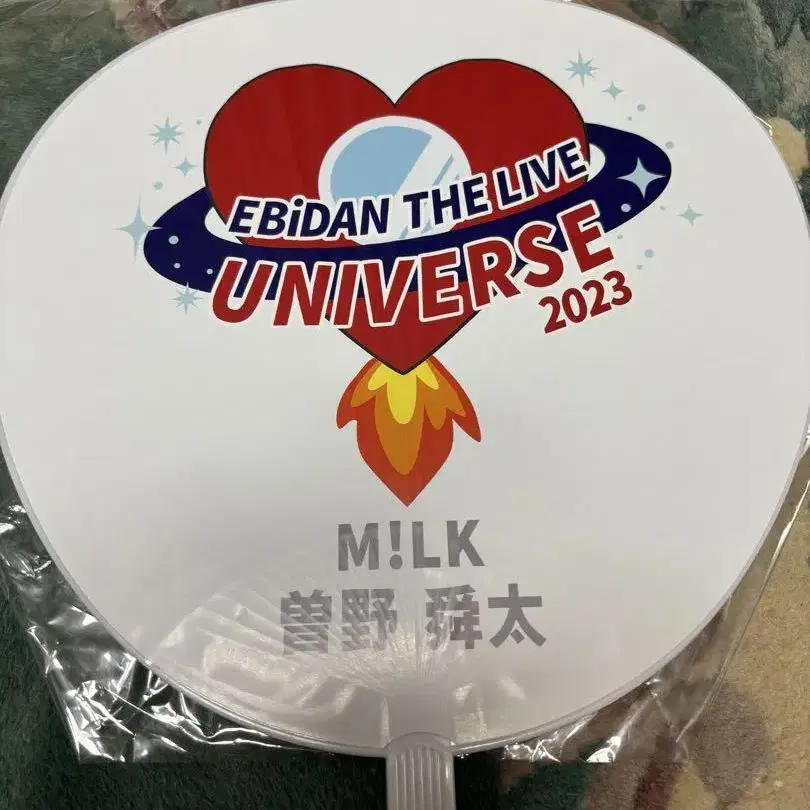 EBiDAN THE LIVE
UNIVERSE
2023
M!LK
曽野 舜太